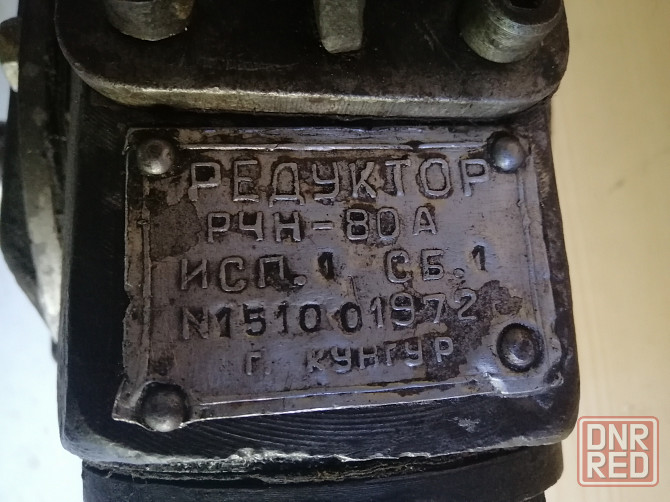 РЕДУКТОР
РЧН-80А
ИСП.1 СБ.1
N151001972
г. КУНГУР
DNR
RED